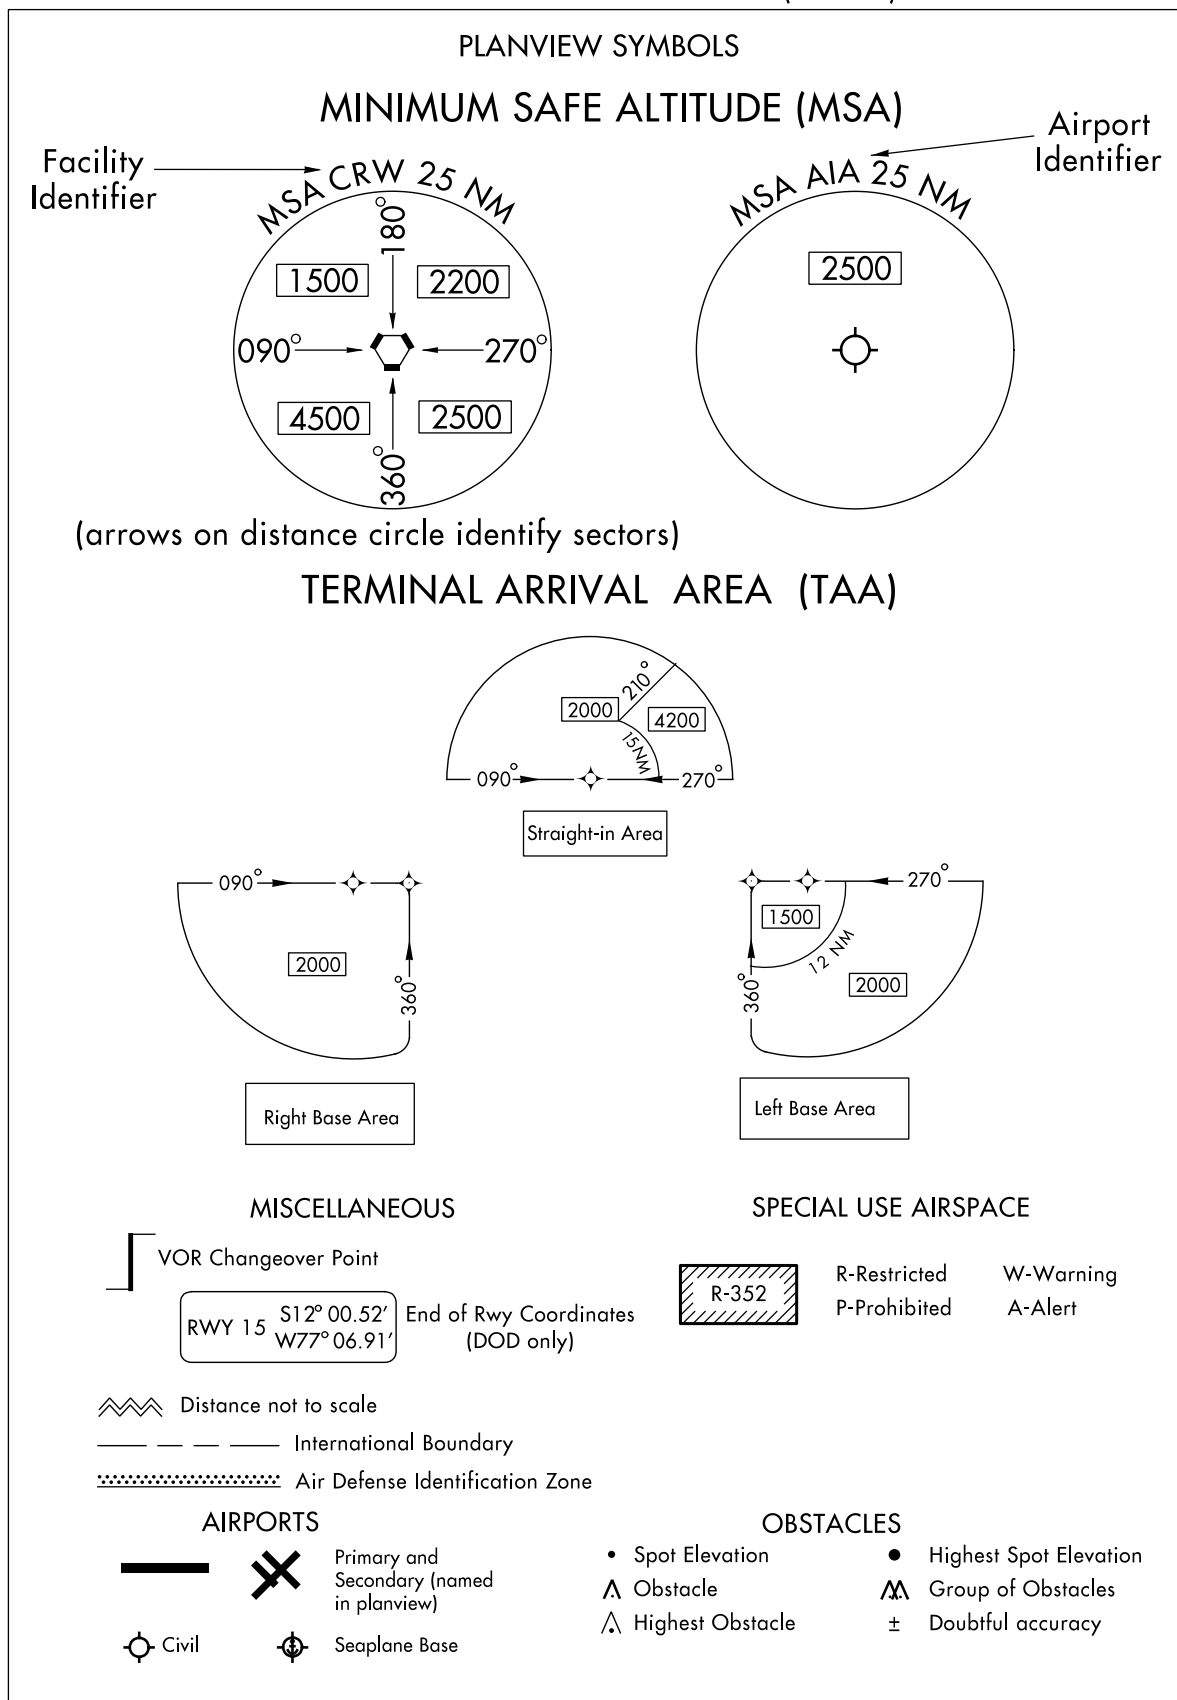 PLANVIEW SYMBOLS
MINIMUM SAFE ALTITUDE (MSA)
Facility
Identifier
MSA CRW 25 NM
180°
1500
2200
090°
270°
4500
2500
360°
Airport
Identifier
MSA AIA 25 NM
2500
(arrows on distance circle identify sectors)
TERMINAL ARRIVAL AREA (TAA)
210°
2000
4200
15NM
090°
270°
Straight-in Area
090°
2000
360°
Right Base Area
270°
1500
12 NM
360°
2000
Left Base Area
MISCELLANEOUS
VOR Changeover Point
RWY 15
S12° 00.52'
W77° 06.91'
End of Rwy Coordinates
(DOD only)
Distance not to scale
International Boundary
Air Defense Identification Zone
SPECIAL USE AIRSPACE
R-352
R-Restricted
W-Warning
P-Prohibited
A-Alert
AIRPORTS
Primary and
Secondary (named
in planview)
Civil
Seaplane Base
OBSTACLES
Spot Elevation
Highest Spot Elevation
Obstacle
Group of Obstacles
Highest Obstacle
± Doubtful accuracy